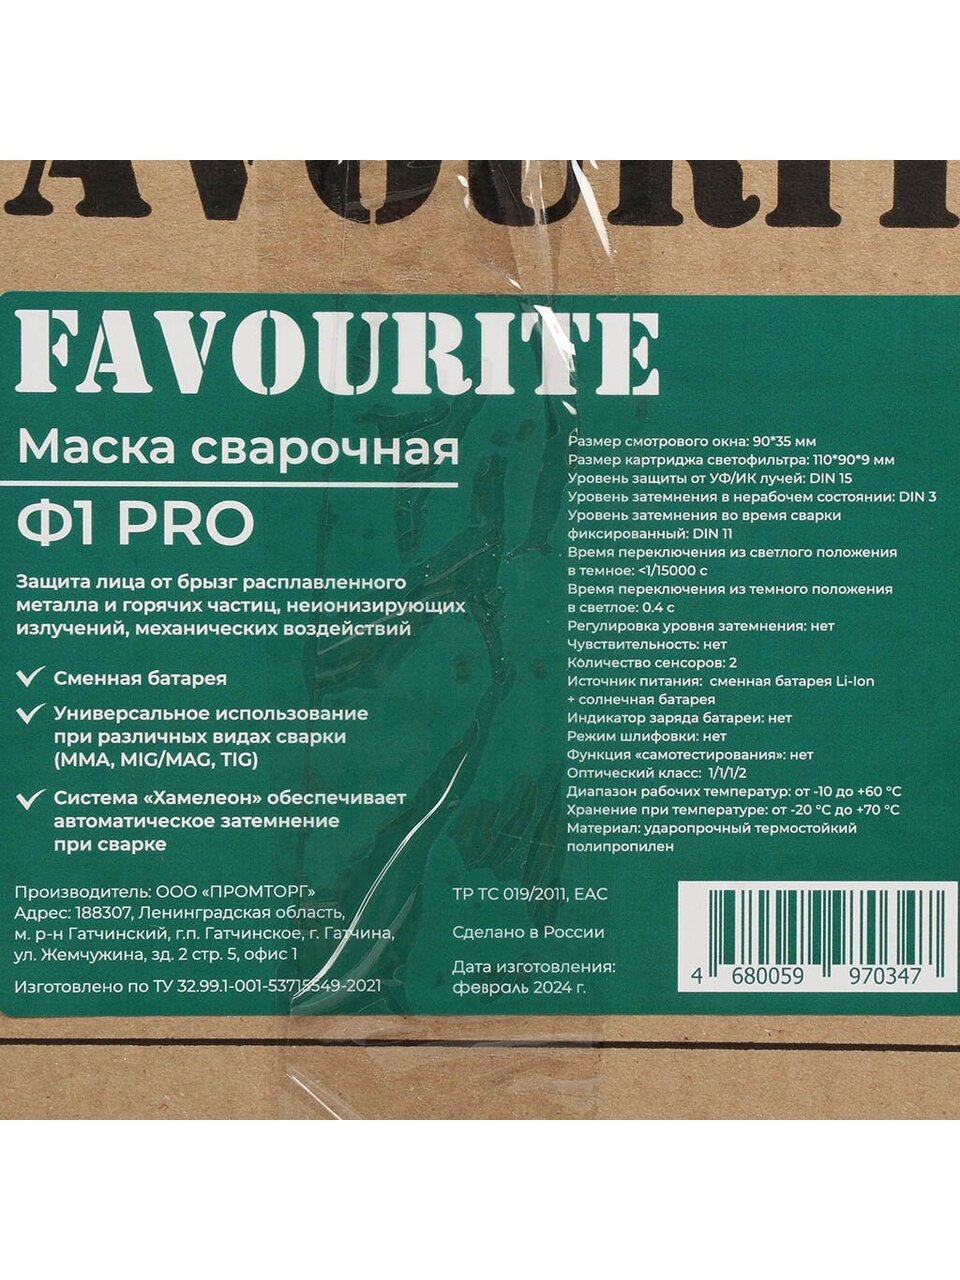 FAVOURITE
Маска сварочная
Ф1 PRO
Защита лица от брызг расплавленного
металла и горячих частиц, неионизирующих
излучений, механических воздействий
Сменная батарея
Универсальное использование
при различных видах сварки
(MMA, MIG/MAG, TIG)
Система «Хамелеон» обеспечивает
автоматическое затемнение
при сварке
Размер смотрового окна: 90*35 мм
Размер картриджа светофильтра: 110*90*9 мм
Уровень защиты от УФ/ИК лучей: DIN 15
Уровень затемнения в нерабочем состоянии: DIN 3
Уровень затемнения во время сварки
фиксированный: DIN 11
Время переключения из светлого положения
в темное: <1/15000 с
Время переключения из темного положения
в светлое: 0.4 с
Регулировка уровня затемнения: нет
Чувствительность: нет
Количество сенсоров: 2
Источник питания: сменная батарея Li-Ion
+ солнечная батарея
Индикатор заряда батареи: нет
Режим шлифовки: нет
Функция «самотестирования»: нет
Оптический класс: 1/1/1/2
Диапазон рабочих температур: от -10 до +60 °C
Хранение при температуре: от -20 °C до +70 °C
Материал: ударопрочный термостойкий
полипропилен
Производитель: ООО «ПРОМТОРГ»
Адрес: 188307, Ленинградская область,
м. р-н Гатчинский, г.п. Гатчинское, г. Гатчина,
ул. Жемчужина, зд. 2 стр. 5, офис 1
Изготовлено по ТУ 32.99.1-001-53715549-2021
ТР ТС 019/2011, ЕАС
Сделано в России
Дата изготовления:
февраль 2024 г.
4 680059 970347